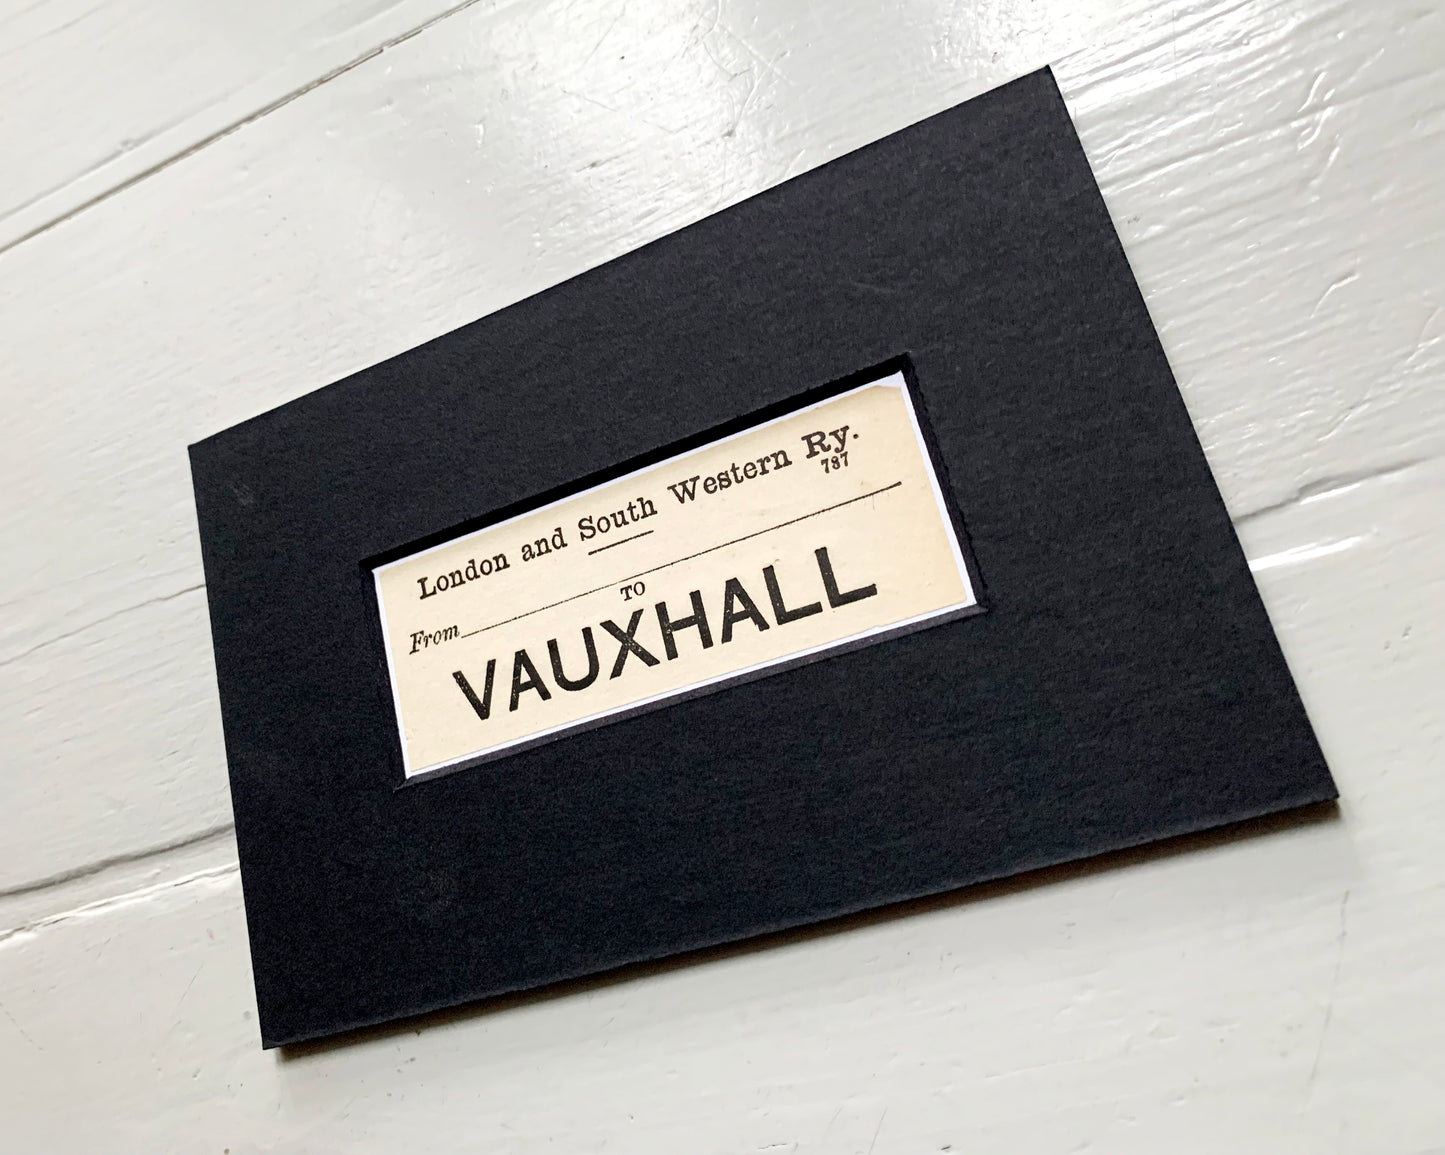 London and South Western Ry.
787
From
TO
VAUXHALL